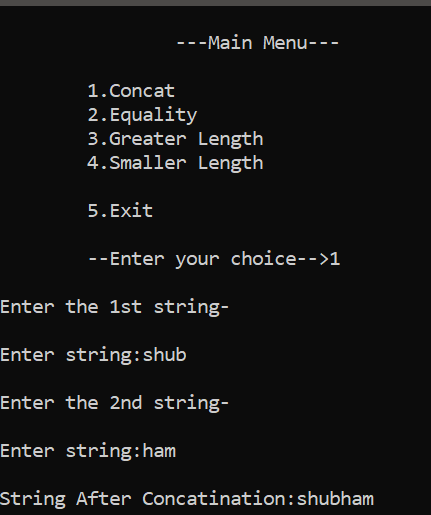 ---Main Menu---
1.Concat
2.Equality
3.Greater Length
4.Smaller Length
5.Exit
--Enter your choice-->1
Enter the 1st string-
Enter string:shub
Enter the 2nd string-
Enter string:ham
String After Concatination:shubham